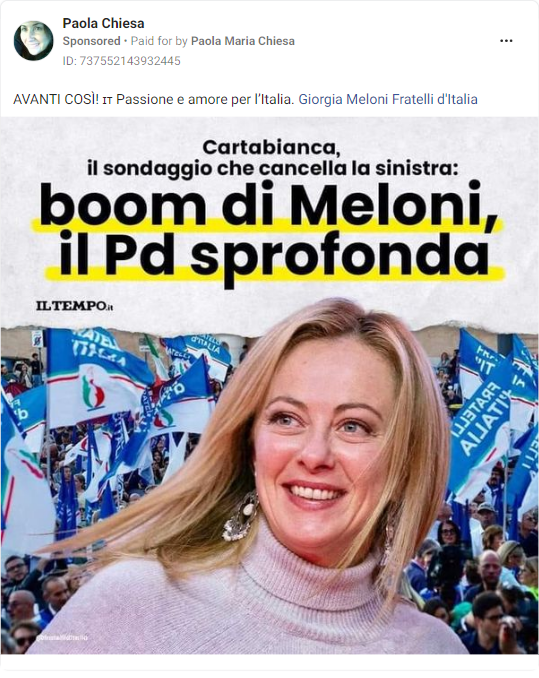 Paola Chiesa
Sponsored • Paid for by Paola Maria Chiesa
ID: 737552143932445
AVANTI COSÌ! IT Passione e amore per l'Italia. Giorgia Meloni Fratelli d'Italia
Cartabianca,
il sondaggio che cancella la sinistra:
boom di Meloni,
il Pd sprofonda
IL TEMPO.it
FRATELLI
D'ITALIA